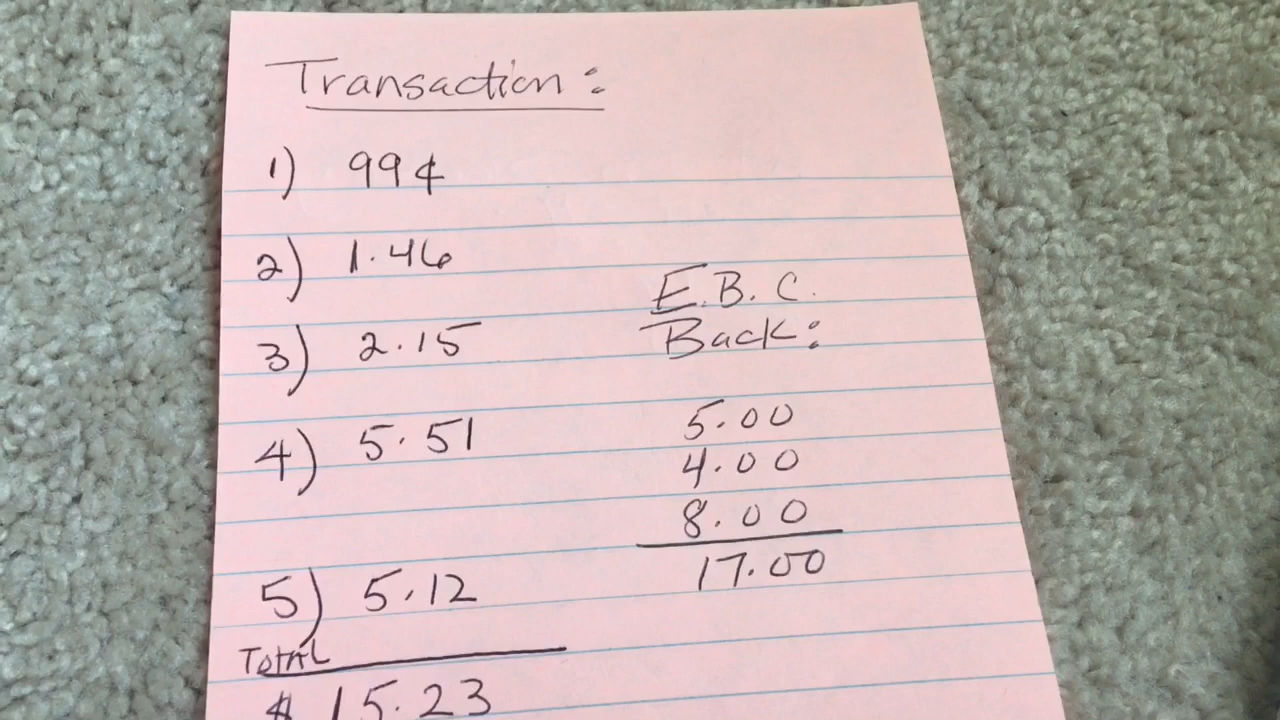 Transaction:
1) 99¢
2) 1.46
3) 2.15
4) 5.51
5) 5.12
Total
$ 15.23
E.B.C.
Back:
5.00
4.00
8.00
17.00